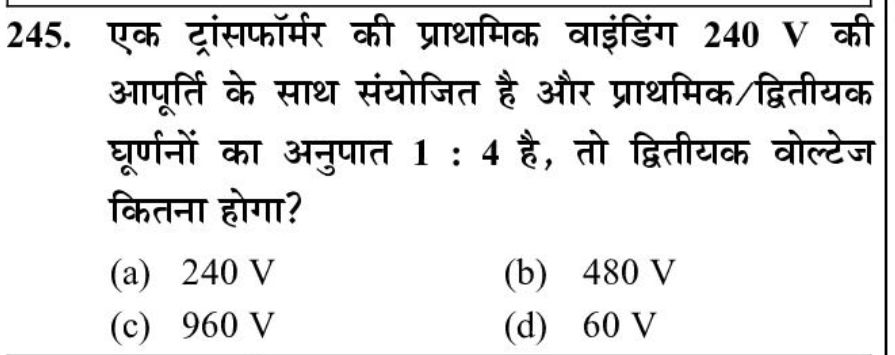 245. एक ट्रांसफॉर्मर की प्राथमिक वाइंडिंग 240 V की
आपूर्ति के साथ संयोजित है और प्राथमिक/द्वितीयक
घूर्णनों का अनुपात 1 : 4 है, तो द्वितीयक वोल्टेज
कितना होगा?
(a) 240 V (b) 480 V
(c) 960 V (d) 60 V